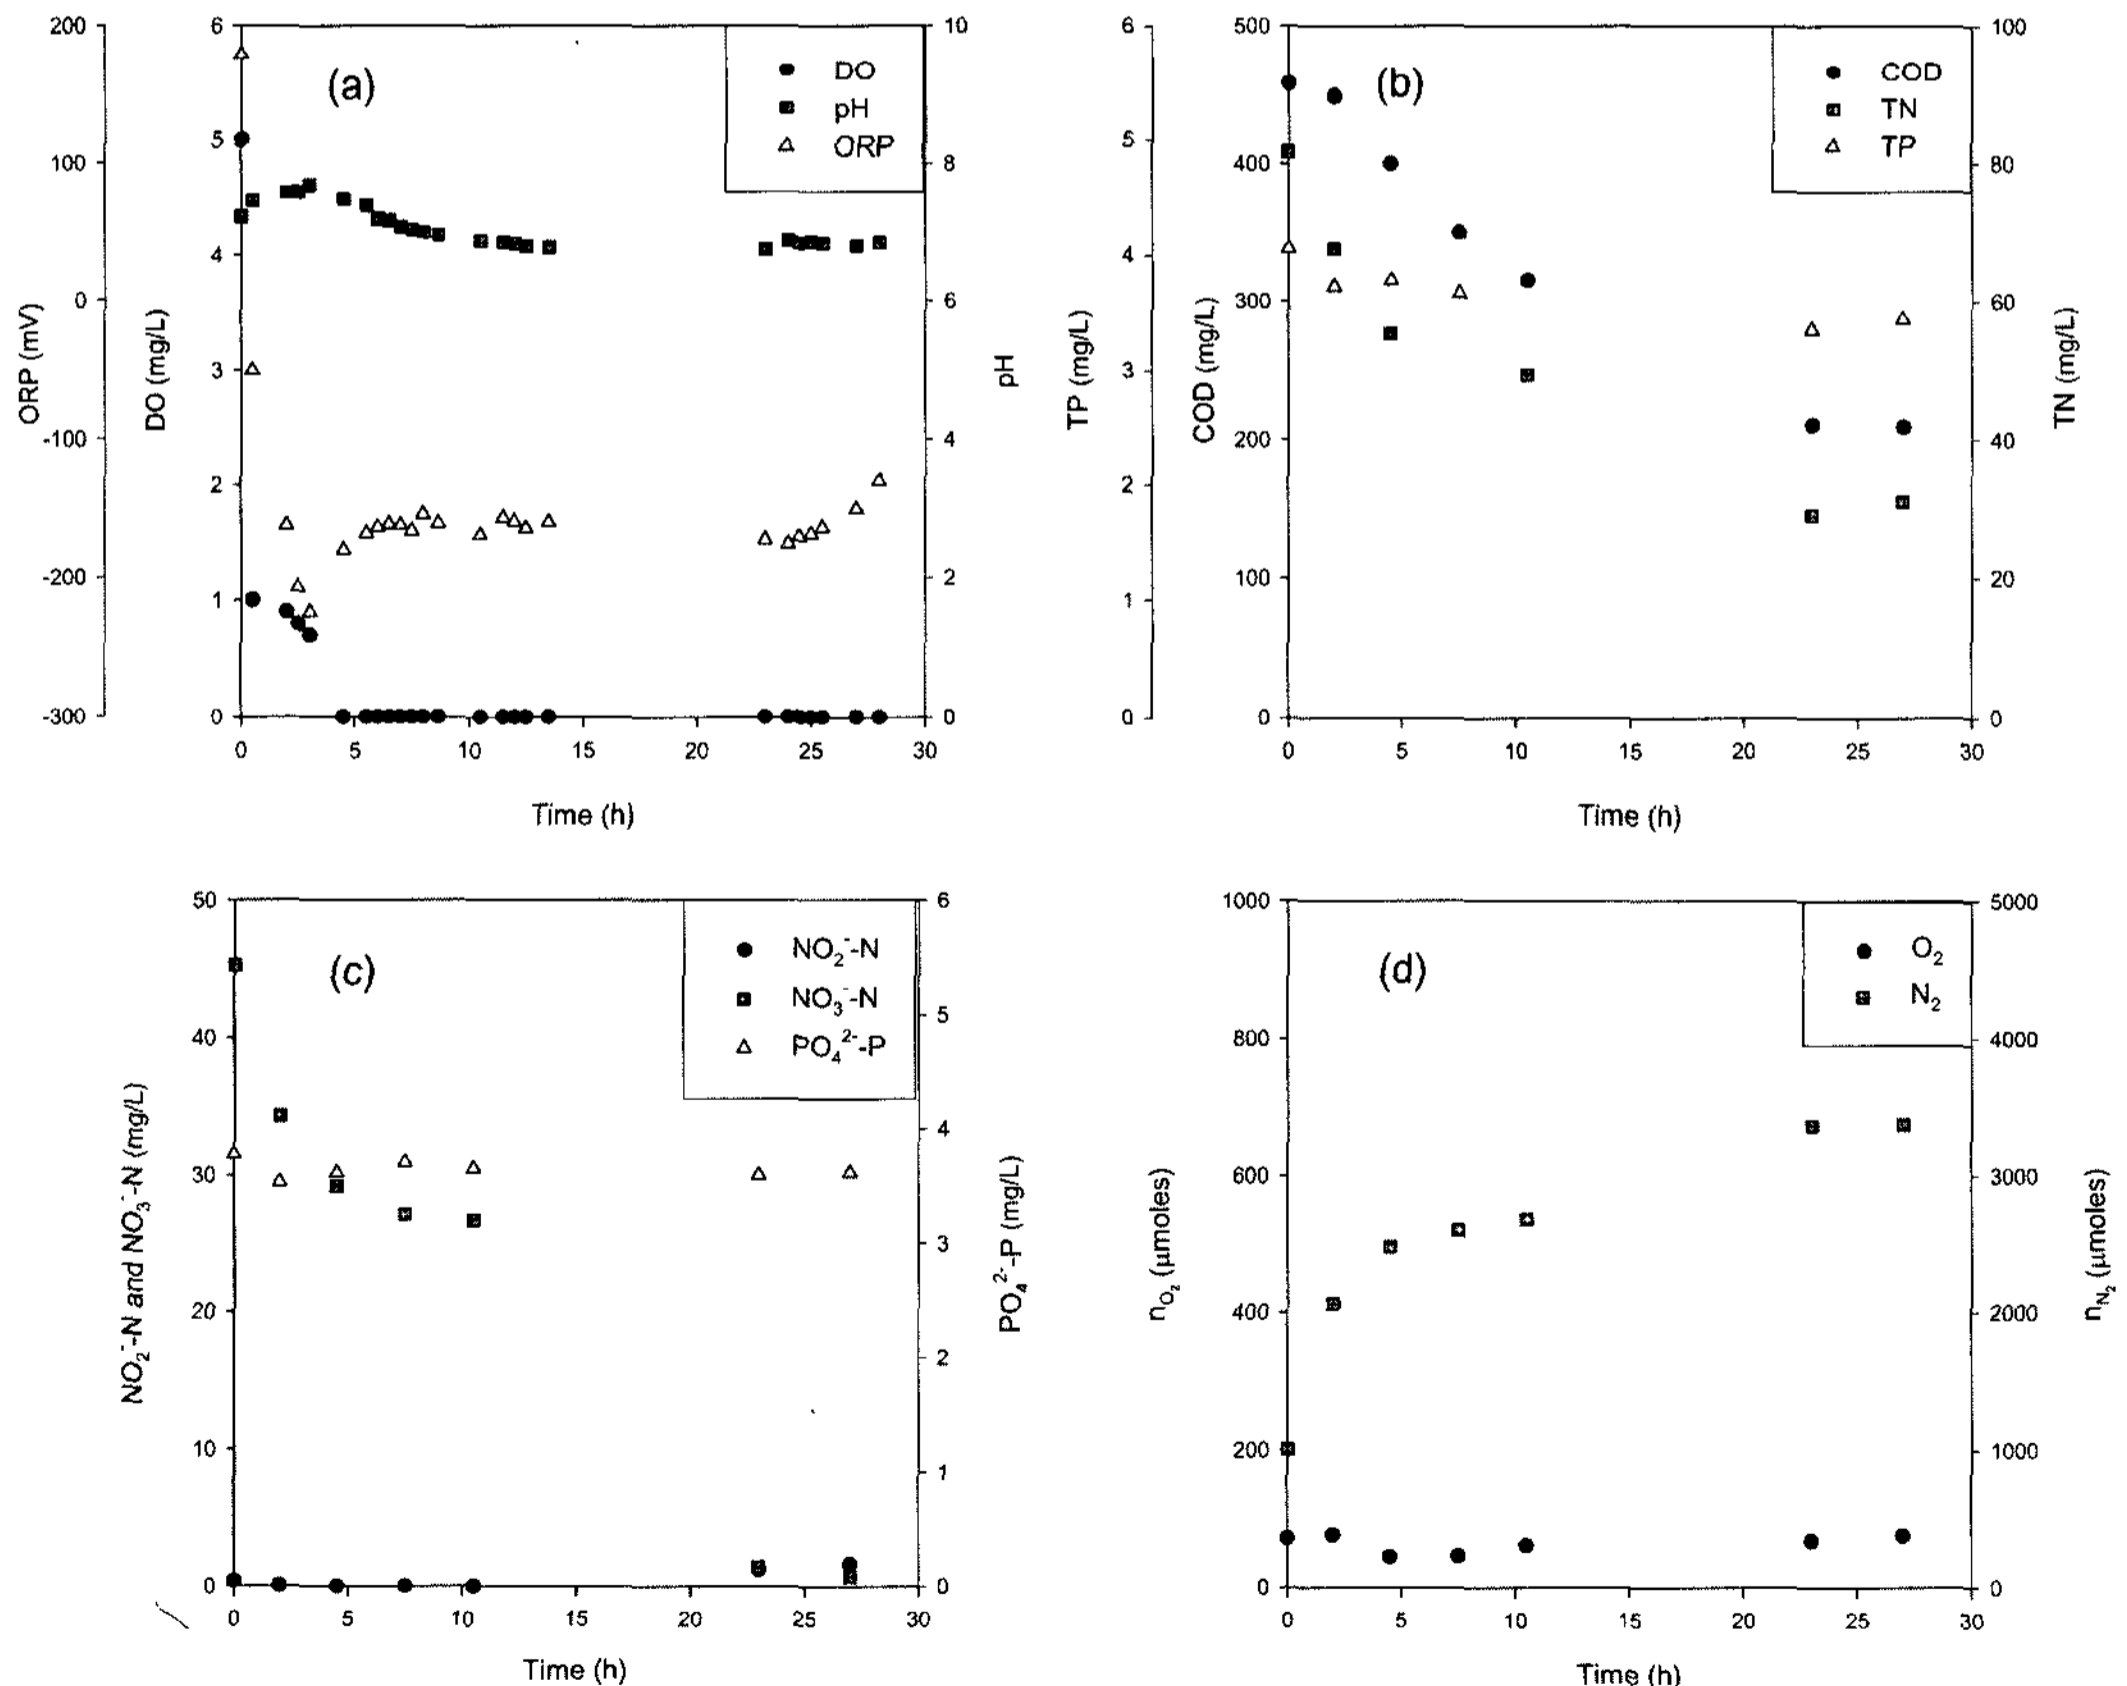 (a)
DO
pH
ORP
200
100
0
-100
-200
-300
ORP (mV)
6
5
4
3
2
1
0
DO (mg/L)
10
8
6
4
2
0
pH
0 5 10 15 20 25 30
Time (h)
(b)
COD
TN
TP
6
5
4
3
2
1
0
TP (mg/L)
500
400
300
200
100
0
COD (mg/L)
100
80
60
40
20
0
TN (mg/L)
0 5 10 15 20 25 30
Time (h)
(c)
NO₂⁻-N
NO₃⁻-N
PO₄²⁻-P
50
40
30
20
10
0
NO₂⁻-N and NO₃⁻-N (mg/L)
6
5
4
3
2
1
0
PO₄²⁻-P (mg/L)
0 5 10 15 20 25 30
Time (h)
(d)
O₂
N₂
1000
800
600
400
200
0
n_O₂ (μmoles)
5000
4000
3000
2000
1000
0
n_N₂ (μmoles)
0 5 10 15 20 25 30
Time (h)